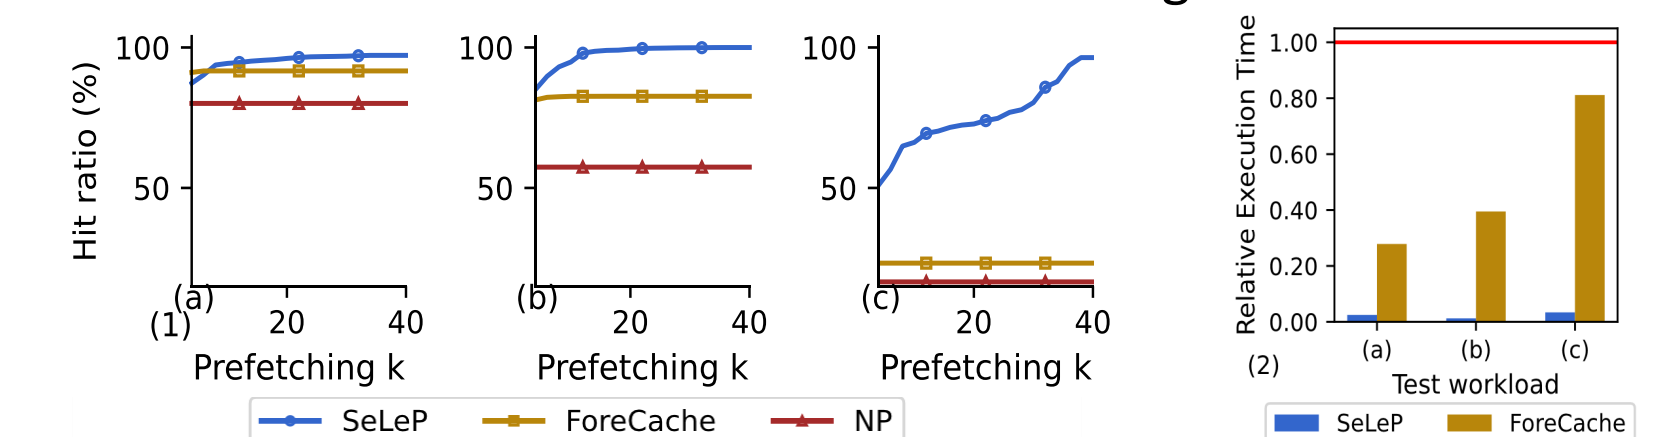 Hit ratio (%)
100
50
(a)
(1)
20
40
Prefetching k
100
50
(b)
20
40
Prefetching k
100
50
(c)
20
40
Prefetching k
SeLeP
ForeCache
NP
Relative Execution Time
1.00
0.80
0.60
0.40
0.20
0.00
(a)
(b)
(c)
(2)
Test workload
SeLeP
ForeCache